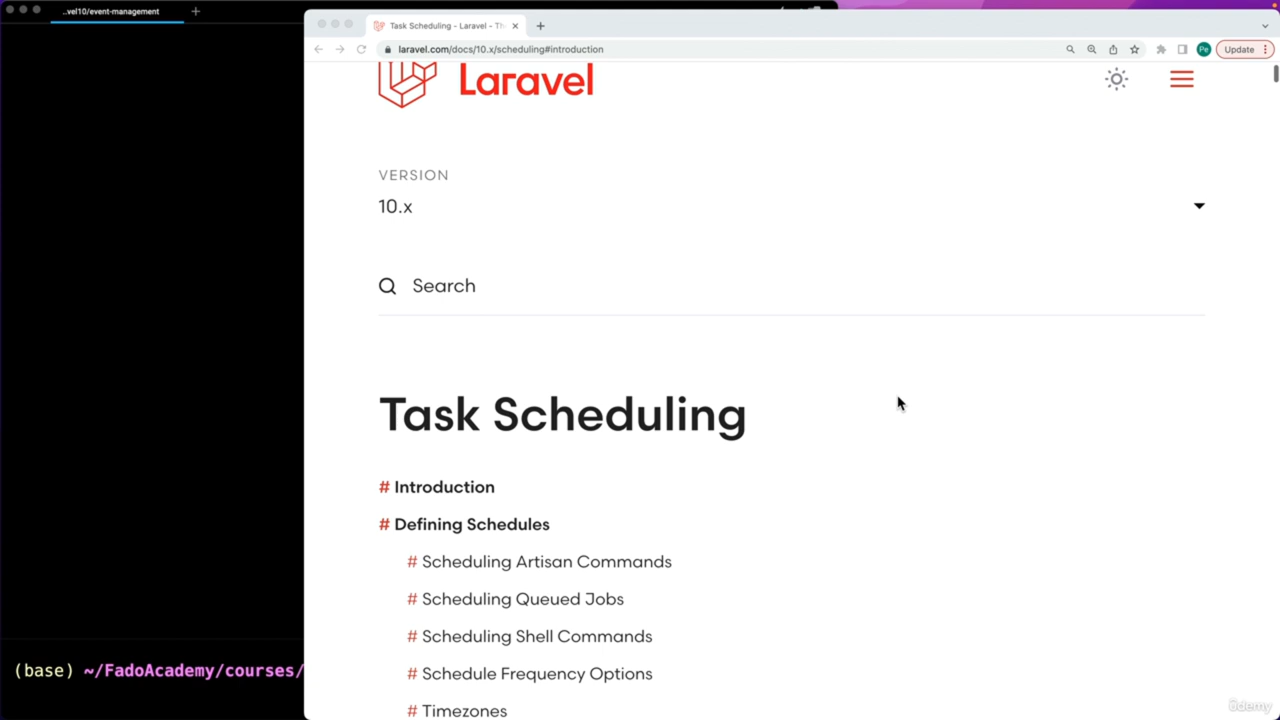 ..vel10/event-management
Task Scheduling - Laravel - Th
laravel.com/docs/10.x/scheduling#introduction
Pe
Update
Laravel
VERSION
10.x
Search
Task Scheduling
# Introduction
# Defining Schedules
# Scheduling Artisan Commands
# Scheduling Queued Jobs
# Scheduling Shell Commands
# Schedule Frequency Options
# Timezones
(base) ~/FadoAcademy/courses/
ûdemy